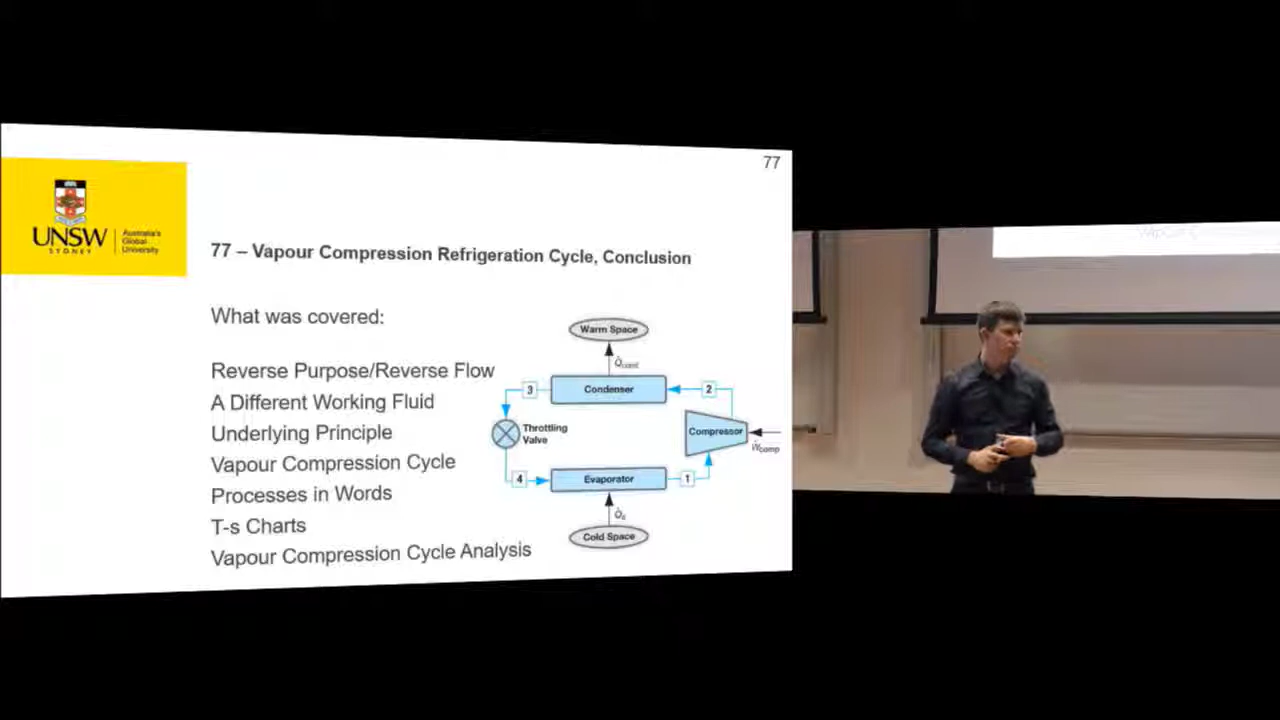 77
UNSW
SYDNEY
Australia's
Global
University
77 – Vapour Compression Refrigeration Cycle, Conclusion
What was covered:
Reverse Purpose/Reverse Flow
A Different Working Fluid
Underlying Principle
Vapour Compression Cycle
Processes in Words
T-s Charts
Vapour Compression Cycle Analysis
Warm Space
Q̇cond
3
Condenser
2
Throttling
Valve
Compressor
Ẇcomp
4
Evaporator
1
Cold Space